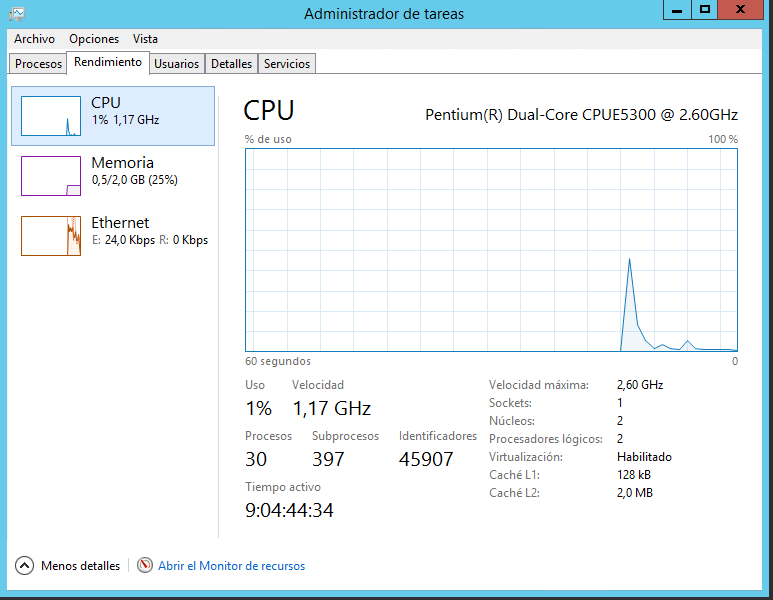 Administrador de tareas
Archivo Opciones Vista
Procesos Rendimiento Usuarios Detalles Servicios
CPU
1% 1,17 GHz
Memoria
0,5/2,0 GB (25%)
Ethernet
E: 24,0 Kbps R: 0 Kbps
CPU Pentium(R) Dual-Core CPUE5300 @ 2.60GHz
% de uso 100 %
60 segundos 0
Uso Velocidad
1% 1,17 GHz
Procesos Subprocesos Identificadores
30 397 45907
Tiempo activo
9:04:44:34
Velocidad máxima: 2,60 GHz
Sockets: 1
Núcleos: 2
Procesadores lógicos: 2
Virtualización: Habilitado
Caché L1: 128 kB
Caché L2: 2,0 MB
Menos detalles Abrir el Monitor de recursos